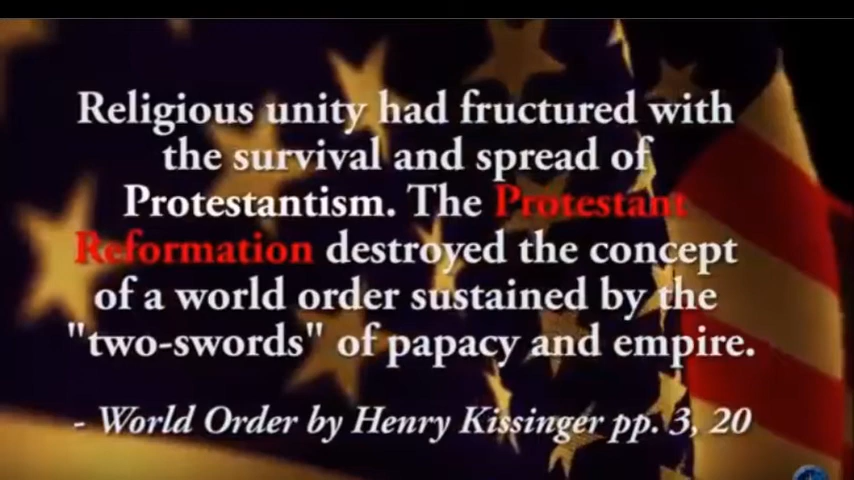 Religious unity had fructured with
the survival and spread of
Protestantism. The Protestant
Reformation destroyed the concept
of a world order sustained by the
"two-swords" of papacy and empire.
- World Order by Henry Kissinger pp. 3, 20